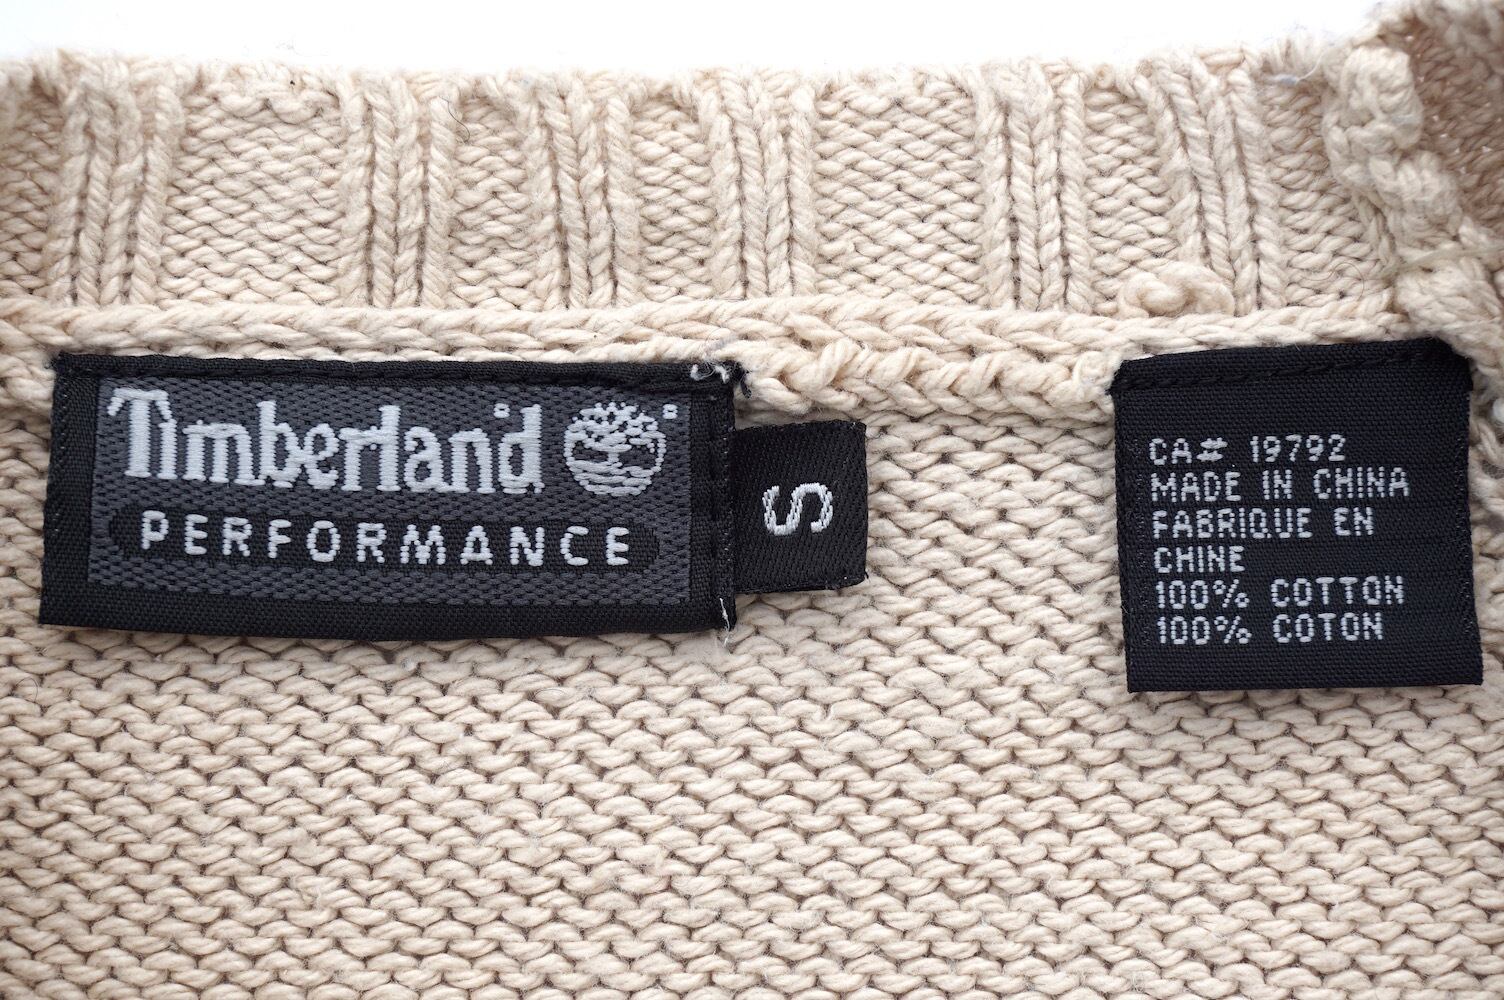 Timberland
PERFORMANCE
S
CA# 19792
MADE IN CHINA
FABRIQUE EN
CHINE
100% COTTON
100% COTON